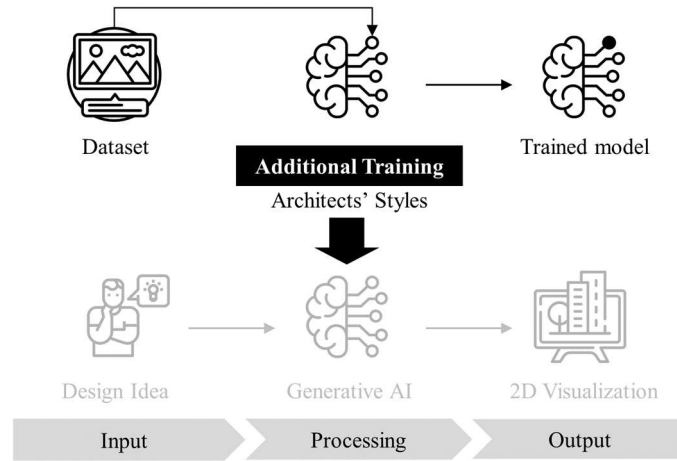 Dataset
Trained model
Additional Training
Architects’ Styles
Design Idea
Generative AI
2D Visualization
Input
Processing
Output